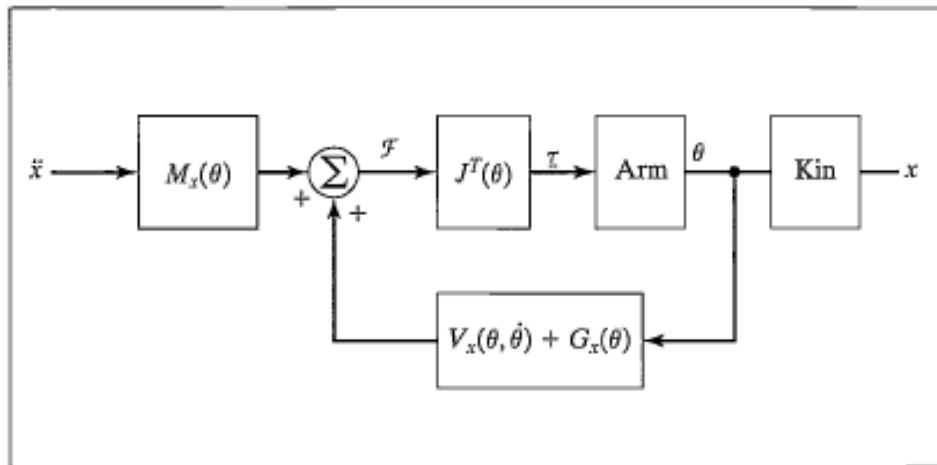 ẍ
M_x(θ)
Σ
+
+
ℱ
J^T(θ)
τ
Arm
θ
Kin
x
V_x(θ, θ̇) + G_x(θ)